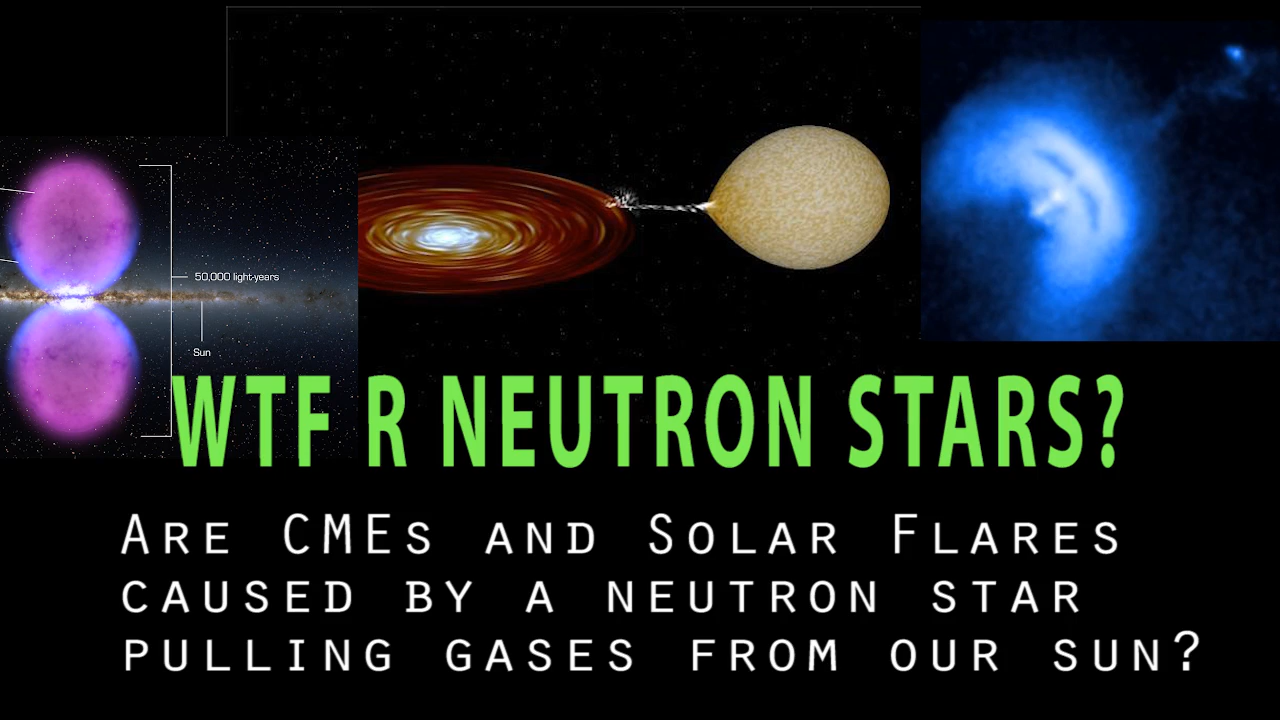 50,000 light-years
Sun
WTF R NEUTRON STARS?
Are CMEs and Solar Flares
caused by a neutron star
pulling gases from our sun?